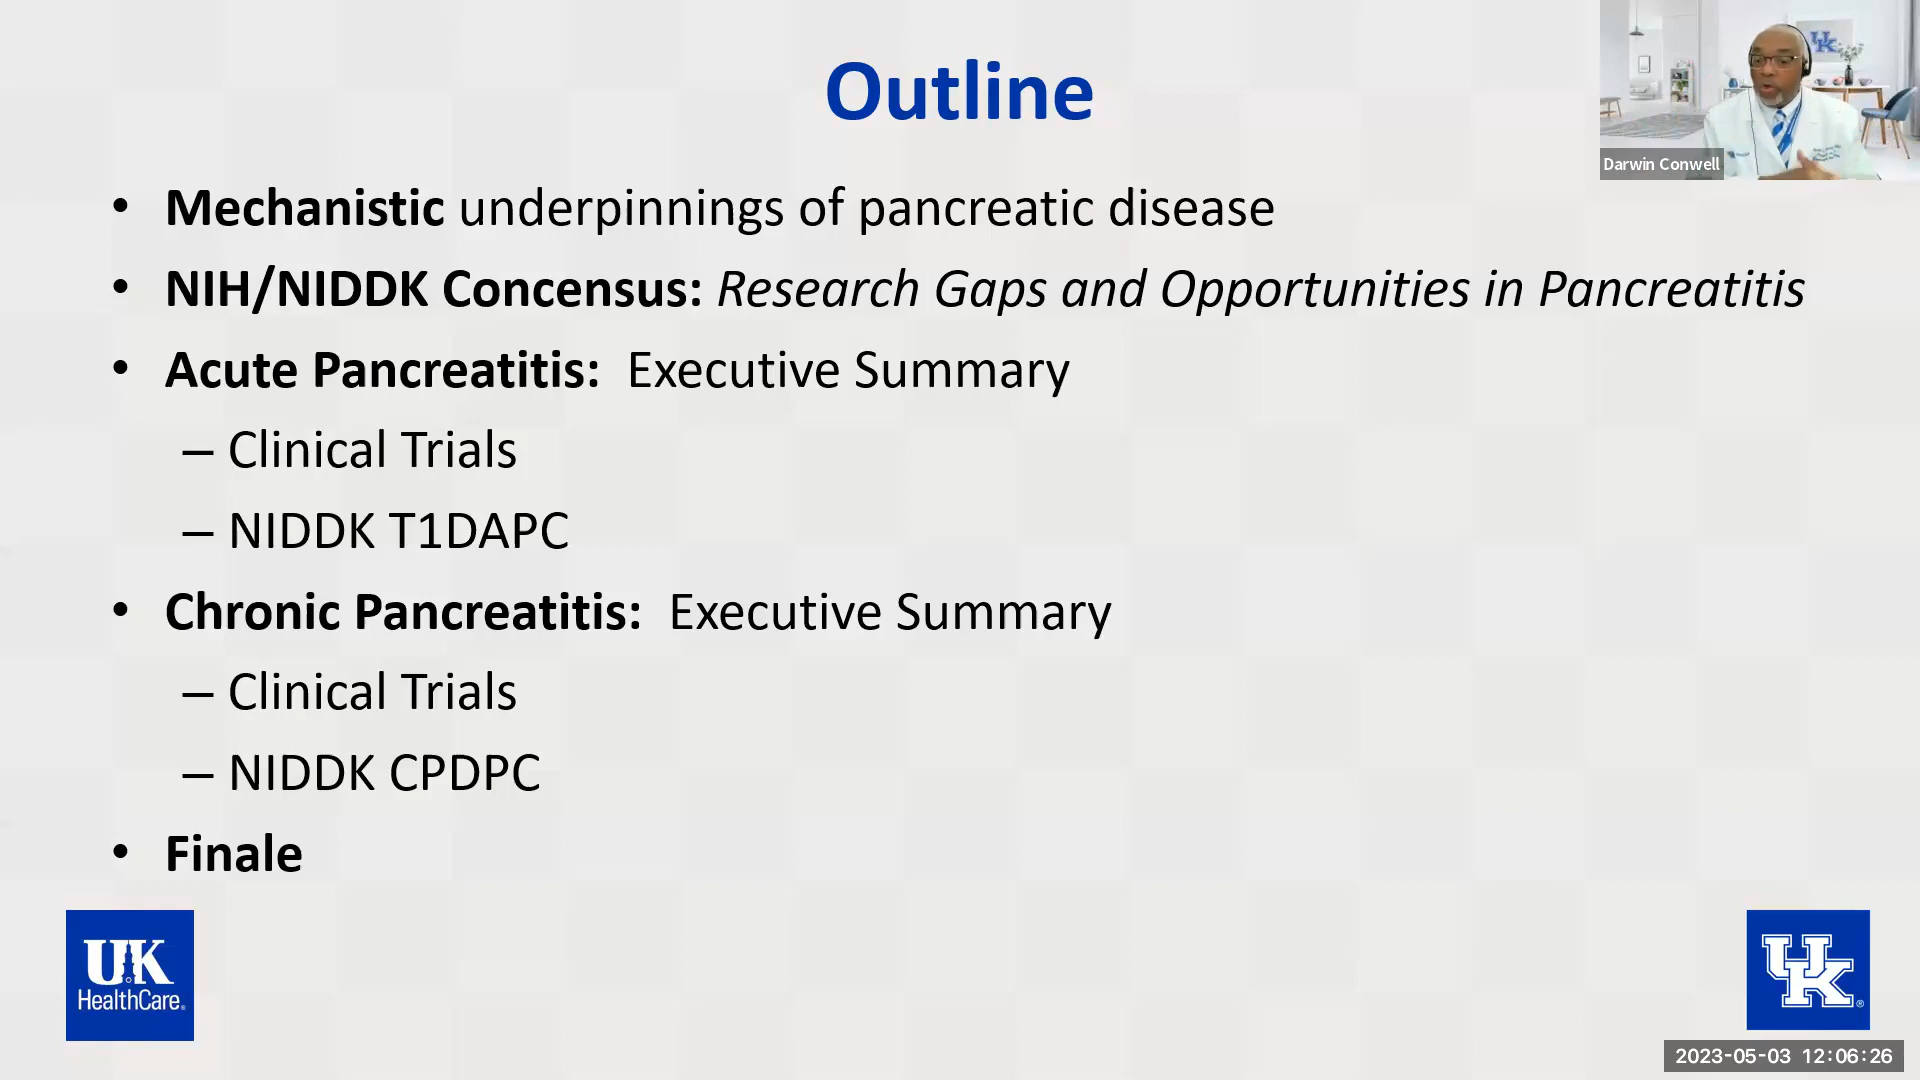 Outline
Darwin Conwell
• Mechanistic underpinnings of pancreatic disease
• NIH/NIDDK Concensus: Research Gaps and Opportunities in Pancreatitis
• Acute Pancreatitis: Executive Summary
– Clinical Trials
– NIDDK T1DAPC
• Chronic Pancreatitis: Executive Summary
– Clinical Trials
– NIDDK CPDPC
• Finale
UK
HealthCare®
UK®
2023-05-03 12:06:26